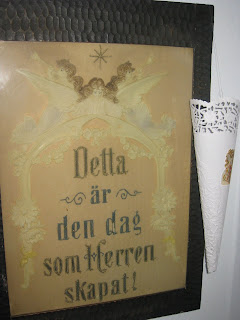 Detta
är
den dag
som Herren
skapat!